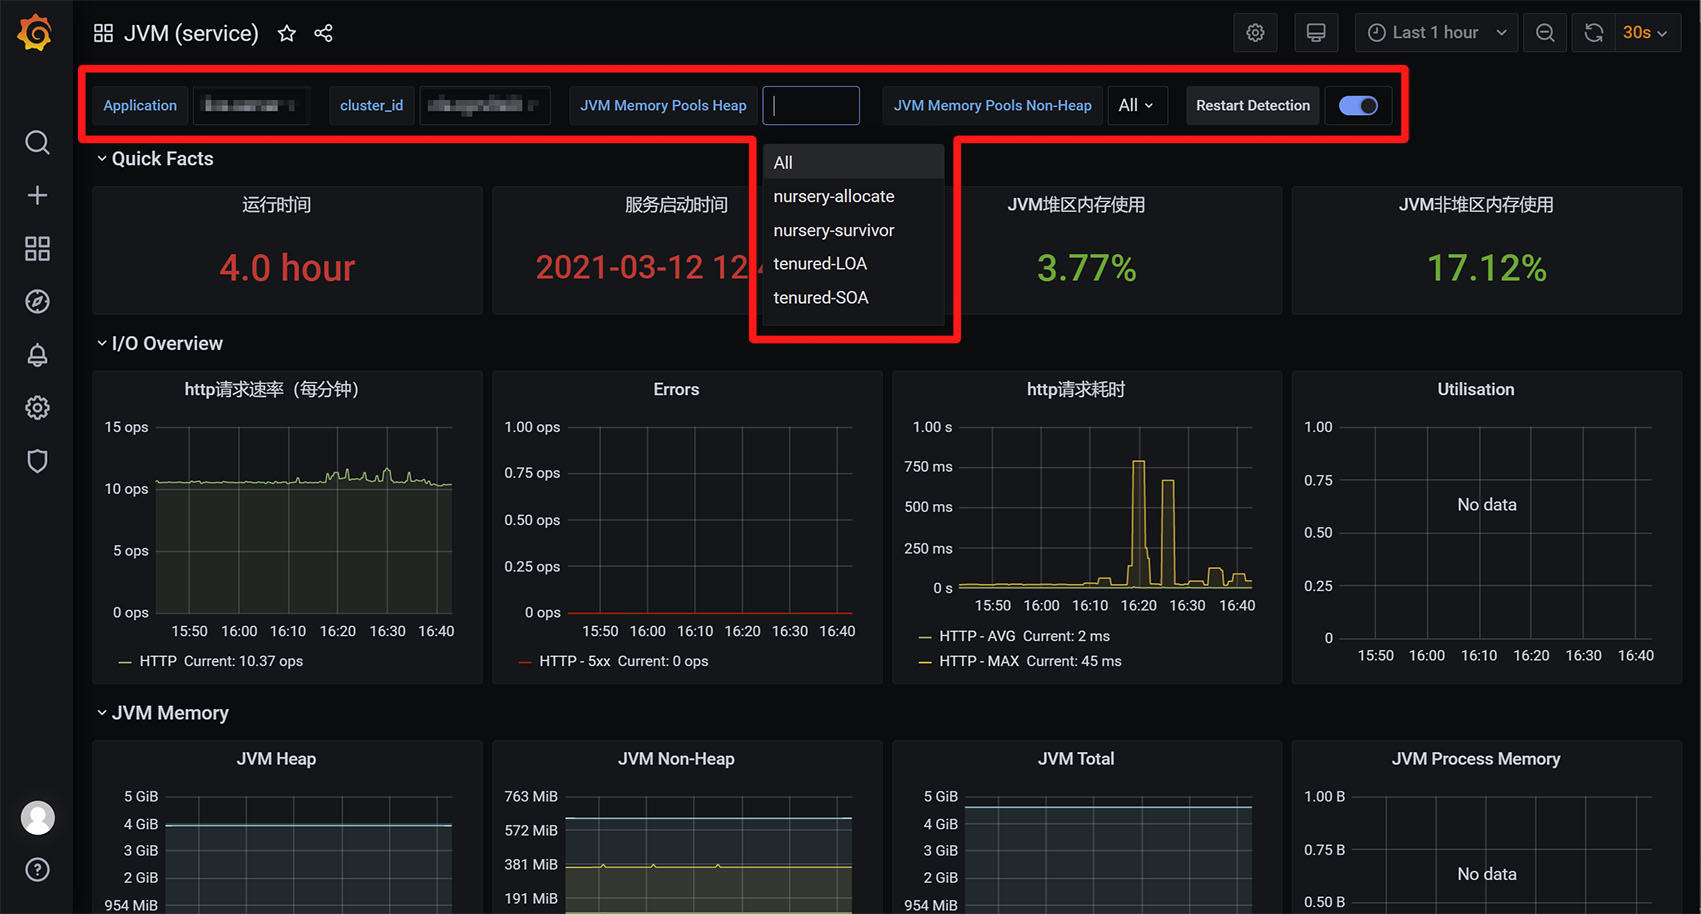 JVM (service)
Last 1 hour
30s
Application
cluster_id
JVM Memory Pools Heap
JVM Memory Pools Non-Heap
All
Restart Detection
All
nursery-allocate
nursery-survivor
tenured-LOA
tenured-SOA
Quick Facts
运行时间
4.0 hour
服务启动时间
2021-03-12 12
JVM堆区内存使用
3.77%
JVM非堆区内存使用
17.12%
I/O Overview
http请求速率（每分钟）
15 ops
10 ops
5 ops
0 ops
15:50 16:00 16:10 16:20 16:30 16:40
HTTP Current: 10.37 ops
Errors
1.00 ops
0.75 ops
0.50 ops
0.25 ops
0 ops
15:50 16:00 16:10 16:20 16:30 16:40
HTTP - 5xx Current: 0 ops
http请求耗时
1.00 s
750 ms
500 ms
250 ms
0 s
15:50 16:00 16:10 16:20 16:30 16:40
HTTP - AVG Current: 2 ms
HTTP - MAX Current: 45 ms
Utilisation
1.00
0.75
0.50
0.25
0
No data
15:50 16:00 16:10 16:20 16:30 16:40
JVM Memory
JVM Heap
5 GiB
4 GiB
3 GiB
2 GiB
954 MiB
JVM Non-Heap
763 MiB
572 MiB
381 MiB
191 MiB
JVM Total
5 GiB
4 GiB
3 GiB
2 GiB
954 MiB
JVM Process Memory
1.00 B
0.75 B
0.50 B
No data